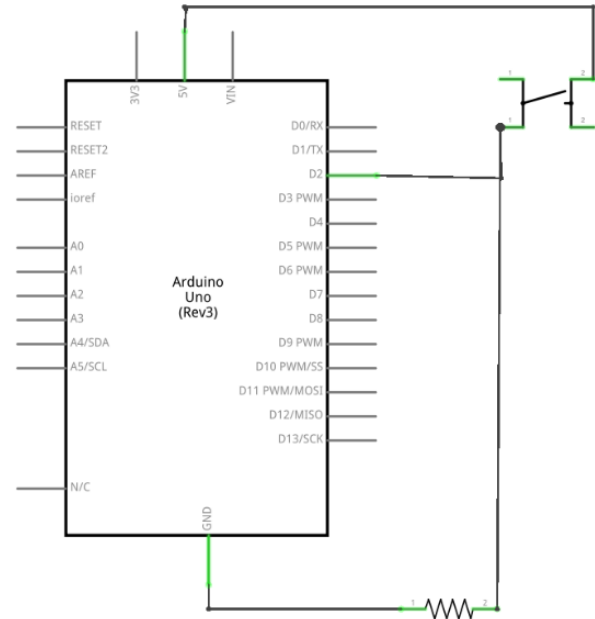 3V3
5V
VIN
1
2
1
2
RESET
RESET2
AREF
ioref
A0
A1
A2
A3
A4/SDA
A5/SCL
N/C
Arduino
Uno
(Rev3)
D0/RX
D1/TX
D2
D3 PWM
D4
D5 PWM
D6 PWM
D7
D8
D9 PWM
D10 PWM/SS
D11 PWM/MOSI
D12/MISO
D13/SCK
GND
1
2